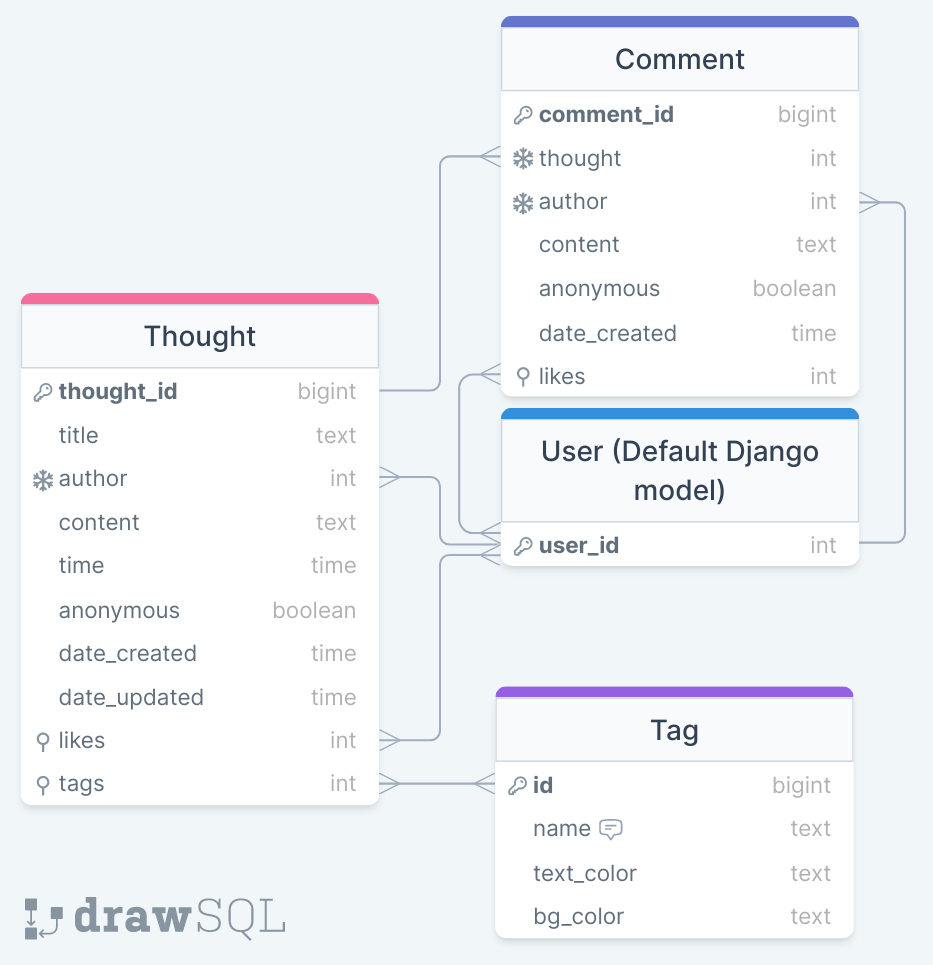 Comment
comment_id bigint
thought int
author int
content text
anonymous boolean
date_created time
likes int
Thought
thought_id bigint
title text
author int
content text
time time
anonymous boolean
date_created time
date_updated time
likes int
tags int
User (Default Django
model)
user_id int
Tag
id bigint
name text
text_color text
bg_color text
drawSQL